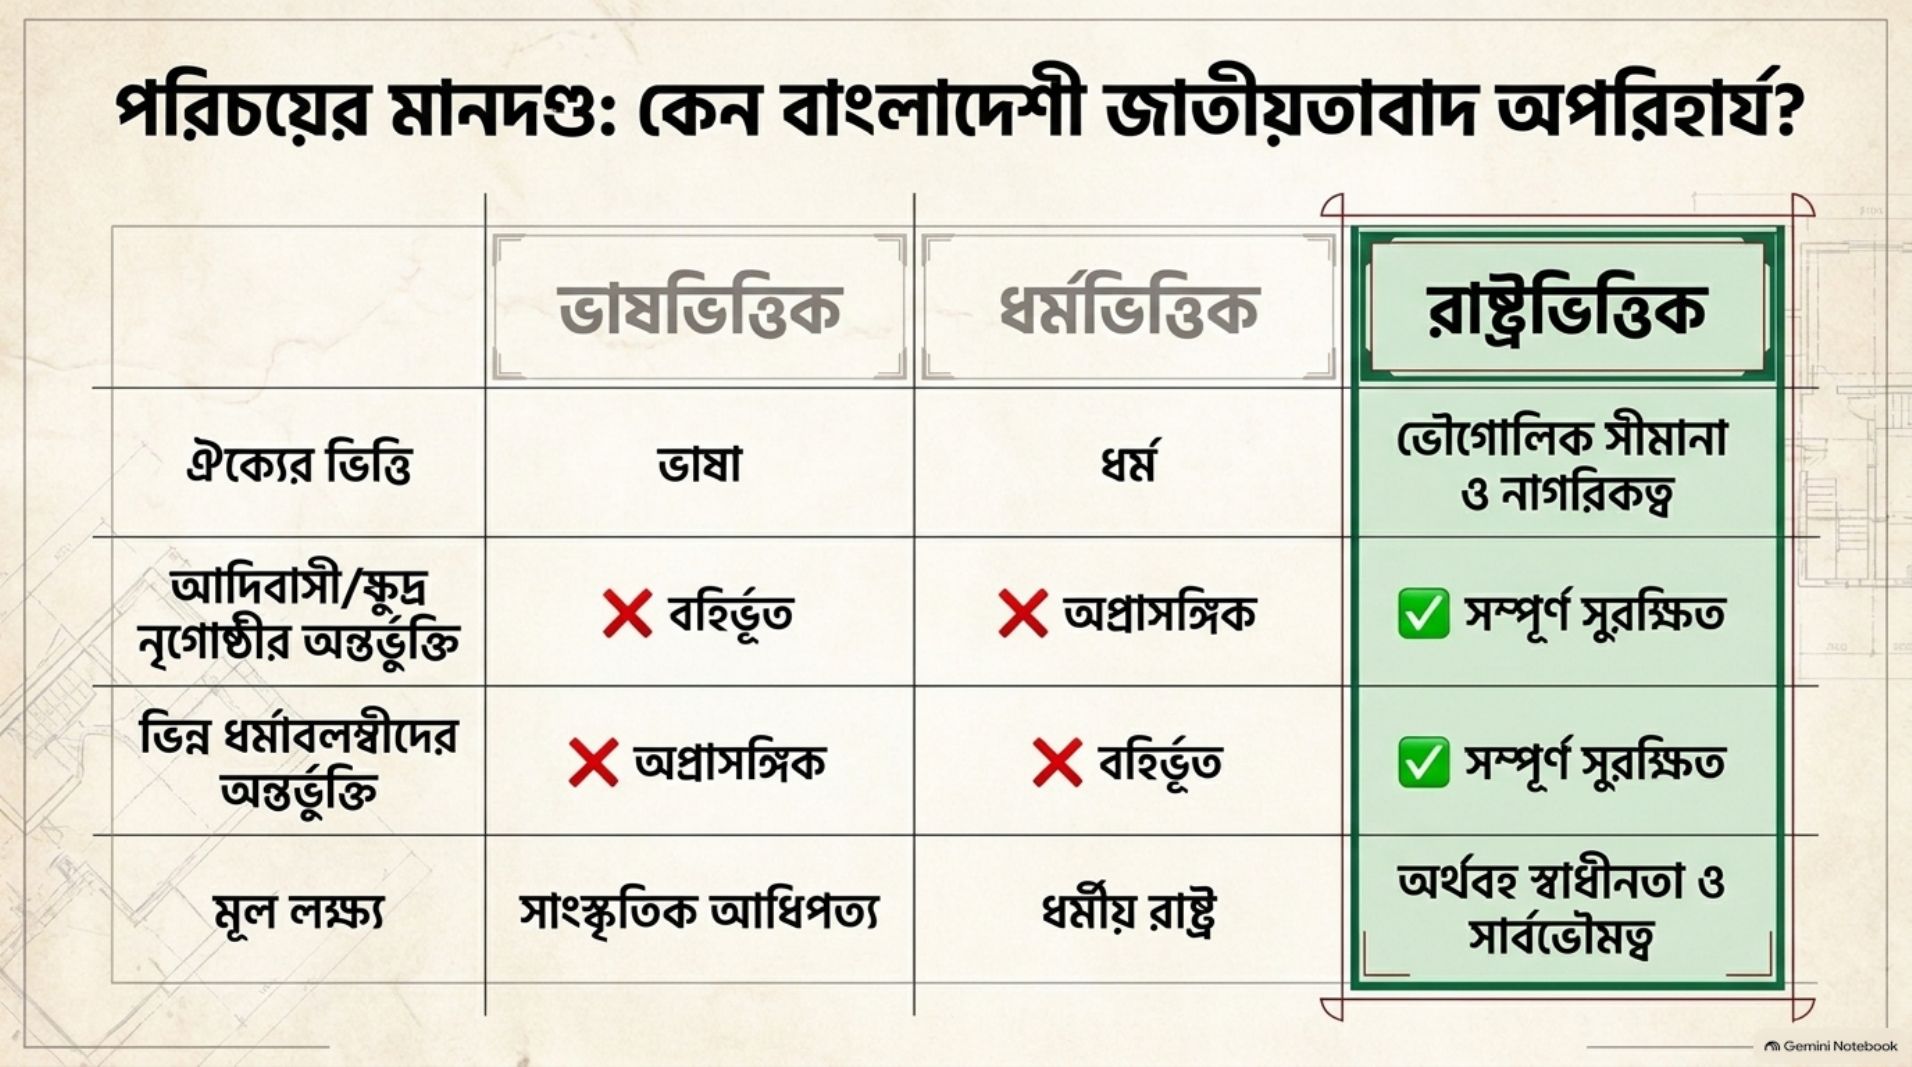 পরিচয়ের মানদণ্ড: কেন বাংলাদেশী জাতীয়তাবাদ অপরিহার্য?
ভাষভিত্তিক
ধর্মভিত্তিক
রাষ্ট্রভিত্তিক
ঐক্যের ভিত্তি
ভাষা
ধর্ম
ভৌগোলিক সীমানা
ও নাগরিকত্ব
আদিবাসী/ক্ষুদ্র
নৃগোষ্ঠীর অন্তর্ভুক্তি
❌ বহির্ভূত
❌ অপ্রাসঙ্গিক
✅ সম্পূর্ণ সুরক্ষিত
ভিন্ন ধর্মাবলম্বীদের
অন্তর্ভুক্তি
❌ অপ্রাসঙ্গিক
❌ বহির্ভূত
✅ সম্পূর্ণ সুরক্ষিত
মূল লক্ষ্য
সাংস্কৃতিক আধিপত্য
ধর্মীয় রাষ্ট্র
অর্থবহ স্বাধীনতা ও
সার্বভৌমত্ব
Gemini Notebook